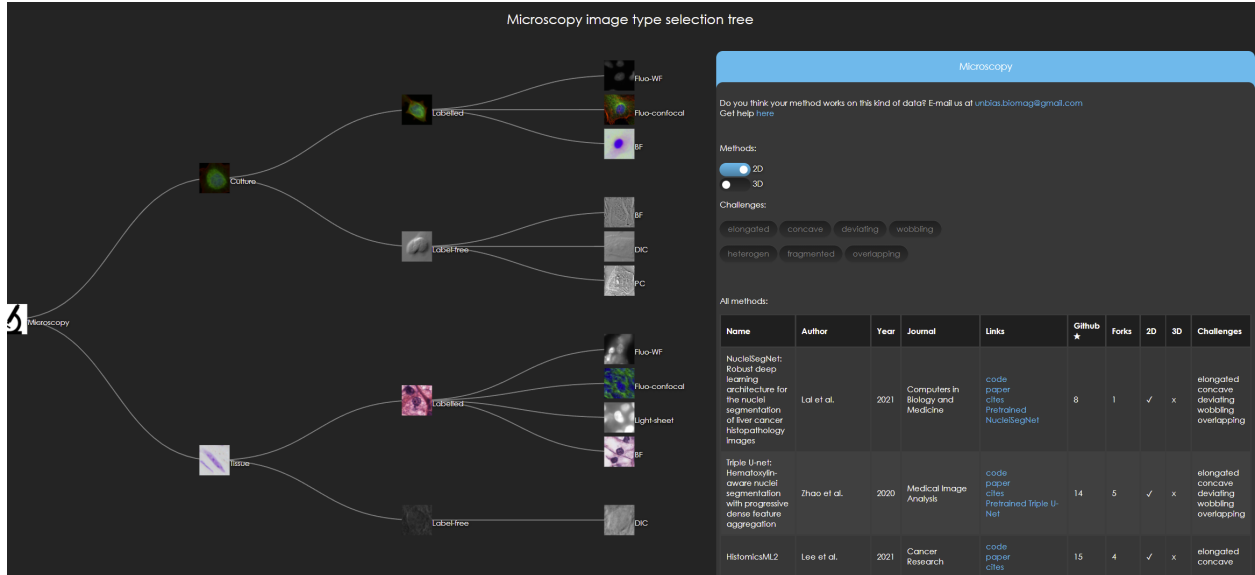 Microscopy image type selection tree
Microscopy
Culture
Labelled
Fluo-WF
Fluo-confocal
BF
Label-free
BF
DIC
PC
Tissue
Labelled
Fluo-WF
Fluo-confocal
Light-sheet
BF
Label-free
DIC
Microscopy
Do you think your method works on this kind of data? E-mail us at unbias.biomag@gmail.com
Get help here
Methods:
2D
3D
Challenges:
elongated concave deviating wobbling
heterogen fragmented overlapping
All methods:
Name Author Year Journal Links Github ★ Forks 2D 3D Challenges
NucleiSegNet:
Robust deep
learning
architecture for
the nuclei
segmentation
of liver cancer
histopathology
images
Lal et al.
2021
Computers in
Biology and
Medicine
code
paper
cites
Pretrained
NucleiSegNet
8
1
✓
x
elongated
concave
deviating
wobbling
overlapping
Triple U-net:
Hematoxylin-
aware nuclei
segmentation
with progressive
dense feature
aggregation
Zhao et al.
2020
Medical Image
Analysis
code
paper
cites
Pretrained Triple U-
Net
14
5
✓
x
elongated
concave
deviating
wobbling
overlapping
HistomicsML2
Lee et al.
2021
Cancer
Research
code
paper
cites
15
4
✓
x
elongated
concave